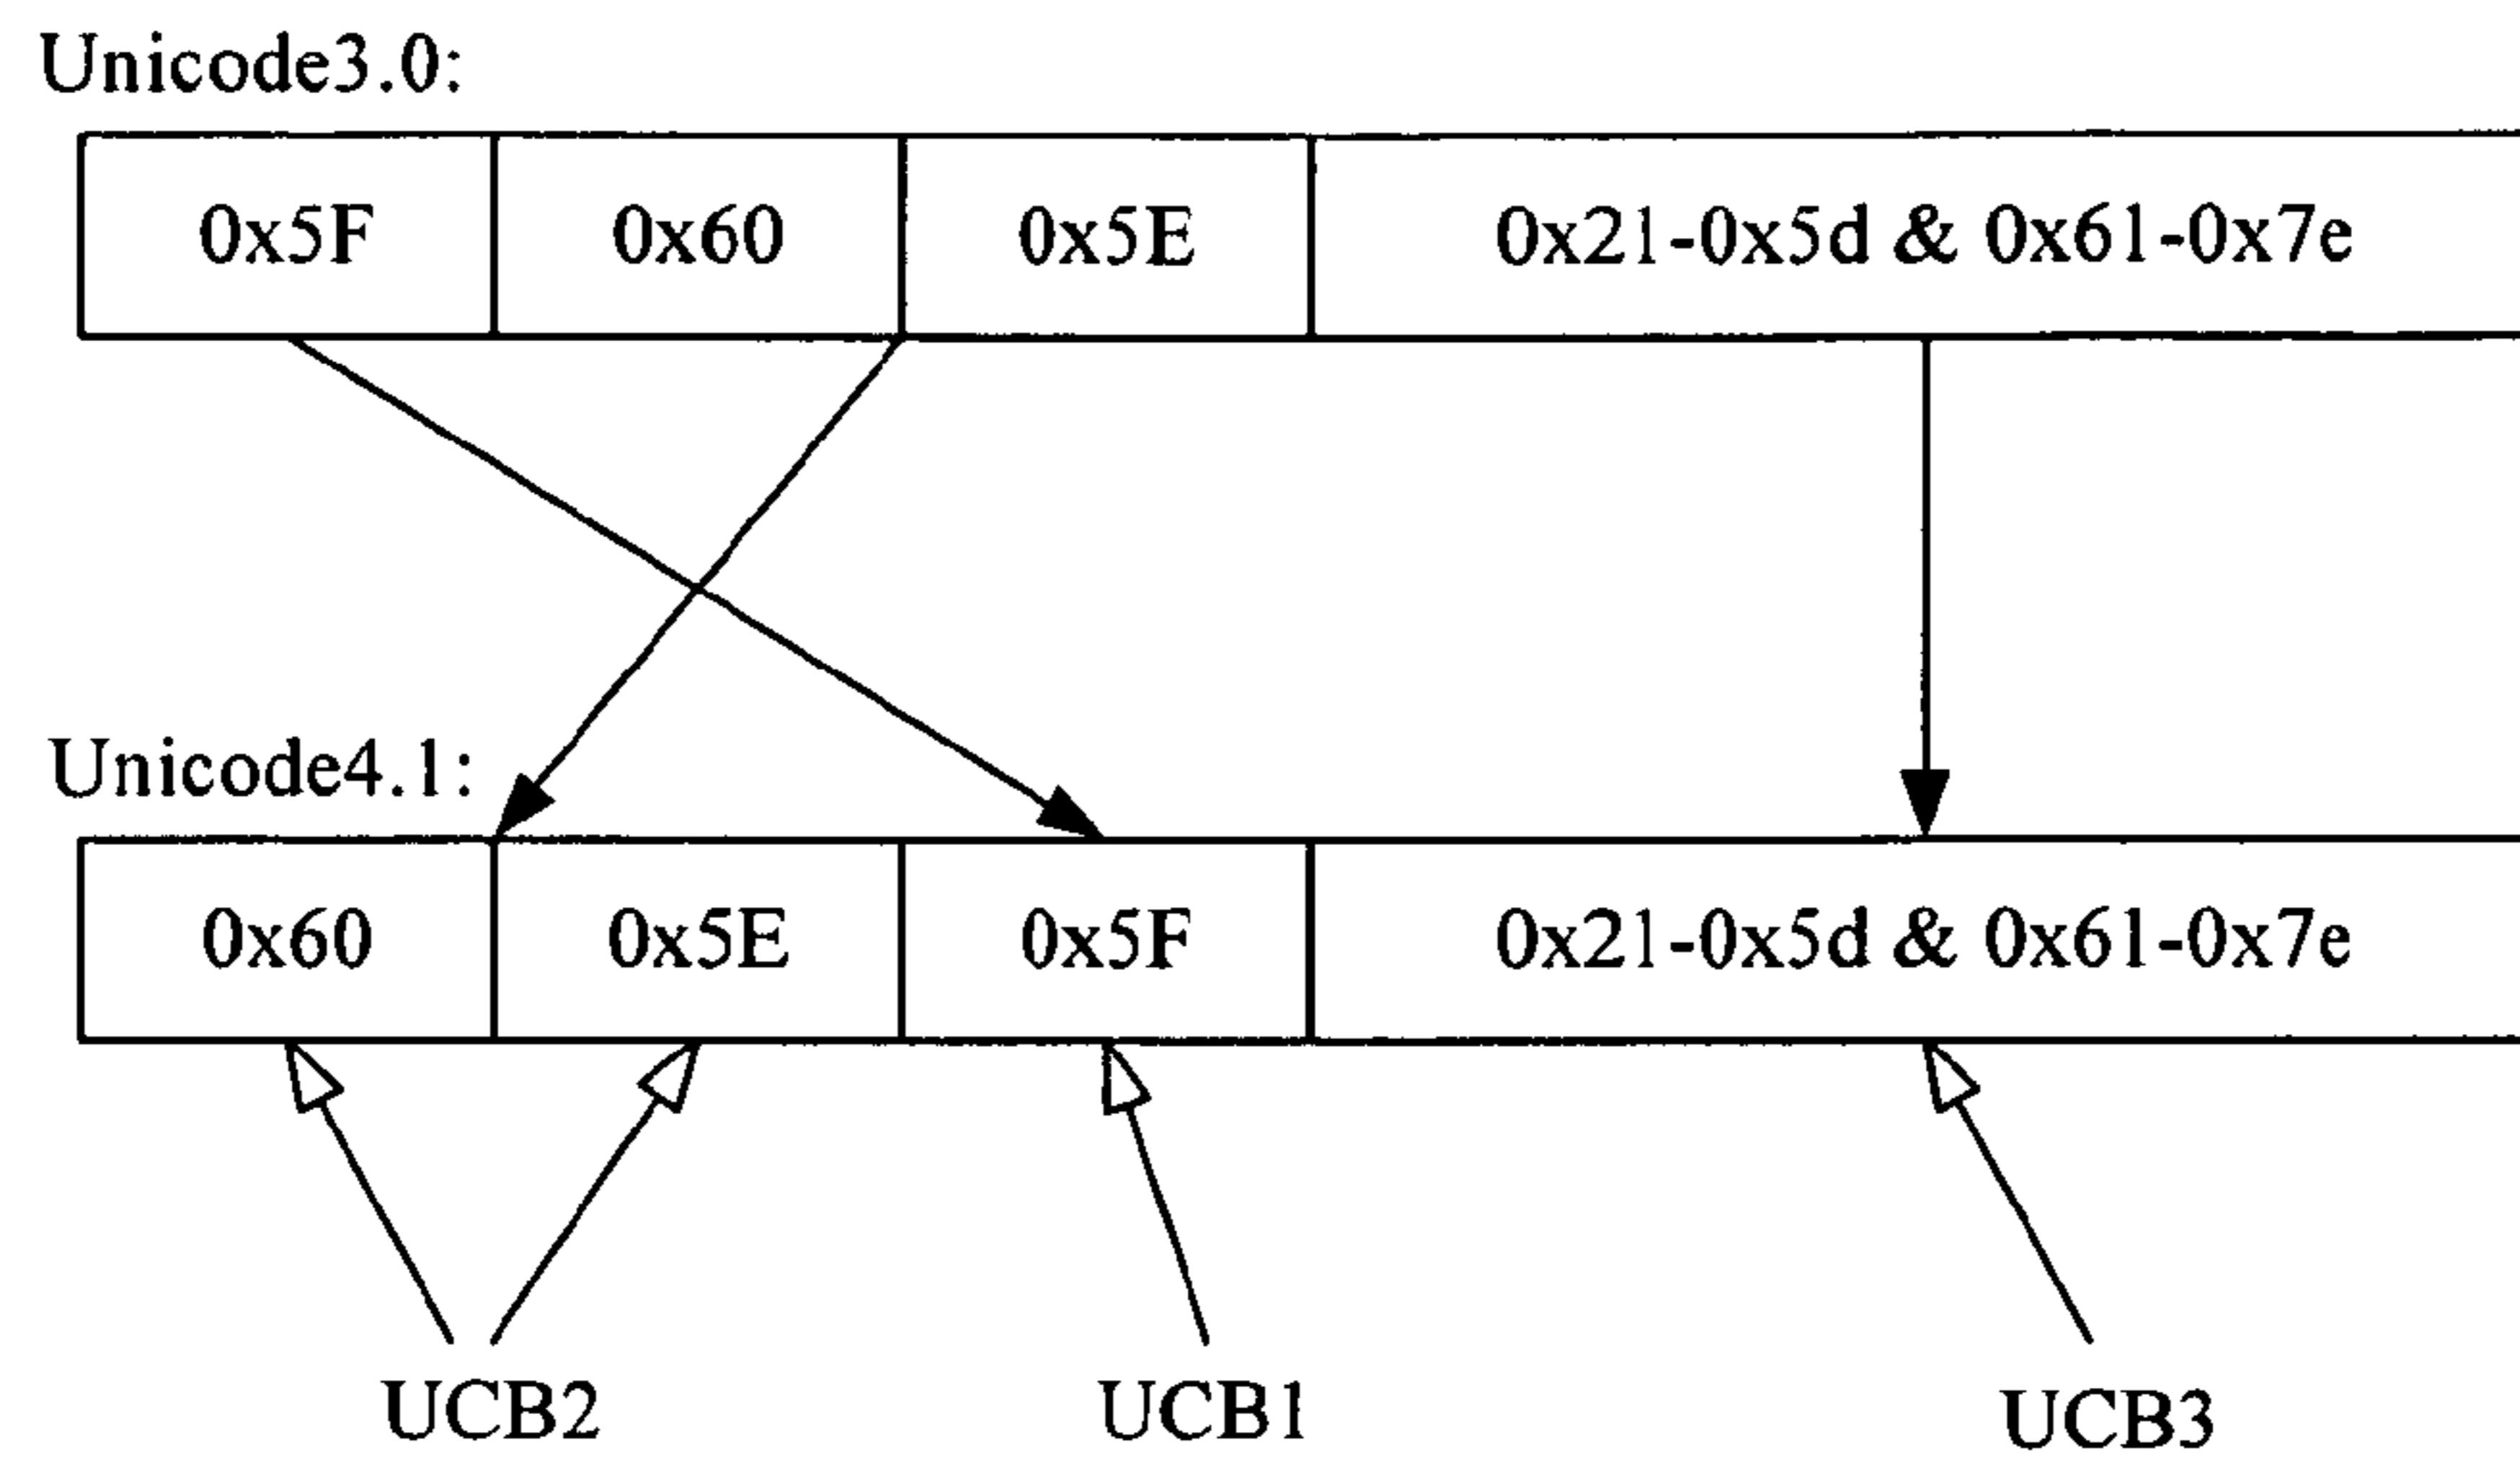 Unicode3.0:
0x5F 0x60 0x5E 0x21-0x5d & 0x61-0x7e
Unicode4.1:
0x60 0x5E 0x5F 0x21-0x5d & 0x61-0x7e
UCB2 UCB1 UCB3